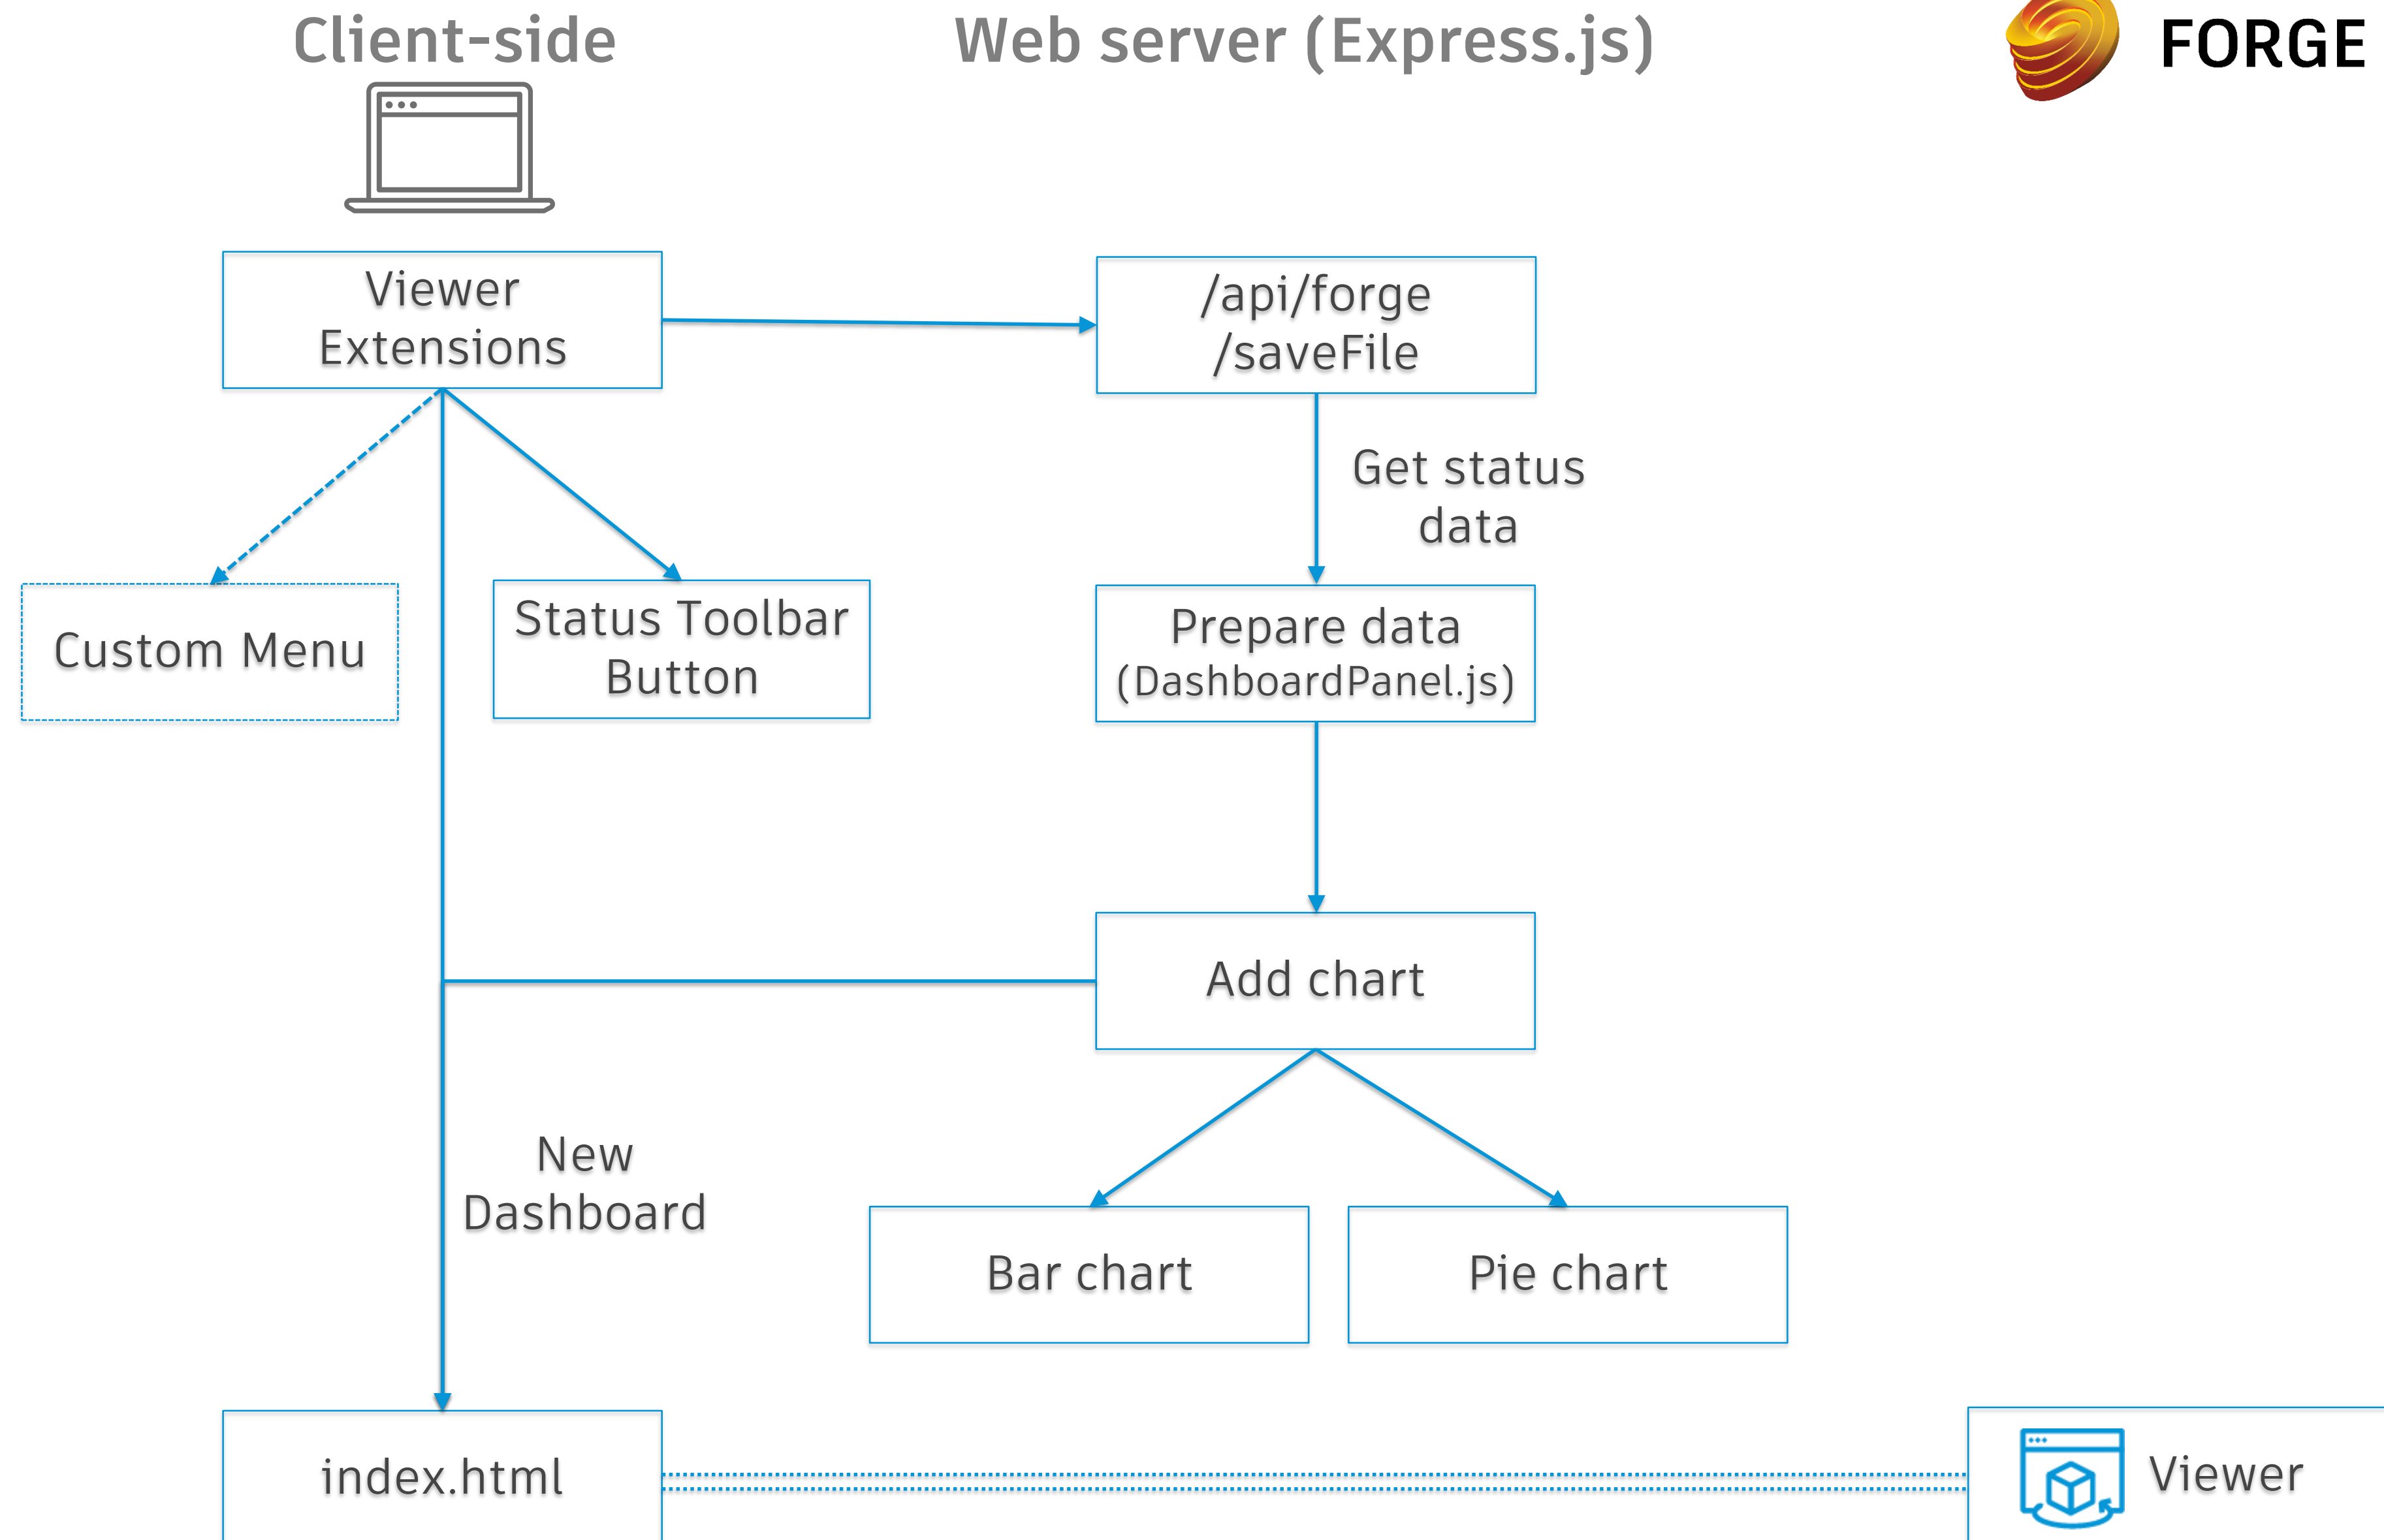 Client-side
Web server (Express.js)
FORGE
Viewer
Extensions
/api/forge
/saveFile
Get status
data
Custom Menu
Status Toolbar
Button
Prepare data
(DashboardPanel.js)
Add chart
New
Dashboard
Bar chart
Pie chart
index.html
Viewer